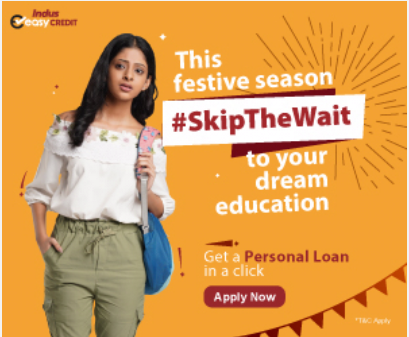 Indus
easy CREDIT
This
festive season
#SkipTheWait
to your
dream
education
Get a Personal Loan
in a click
Apply Now
*T&C Apply